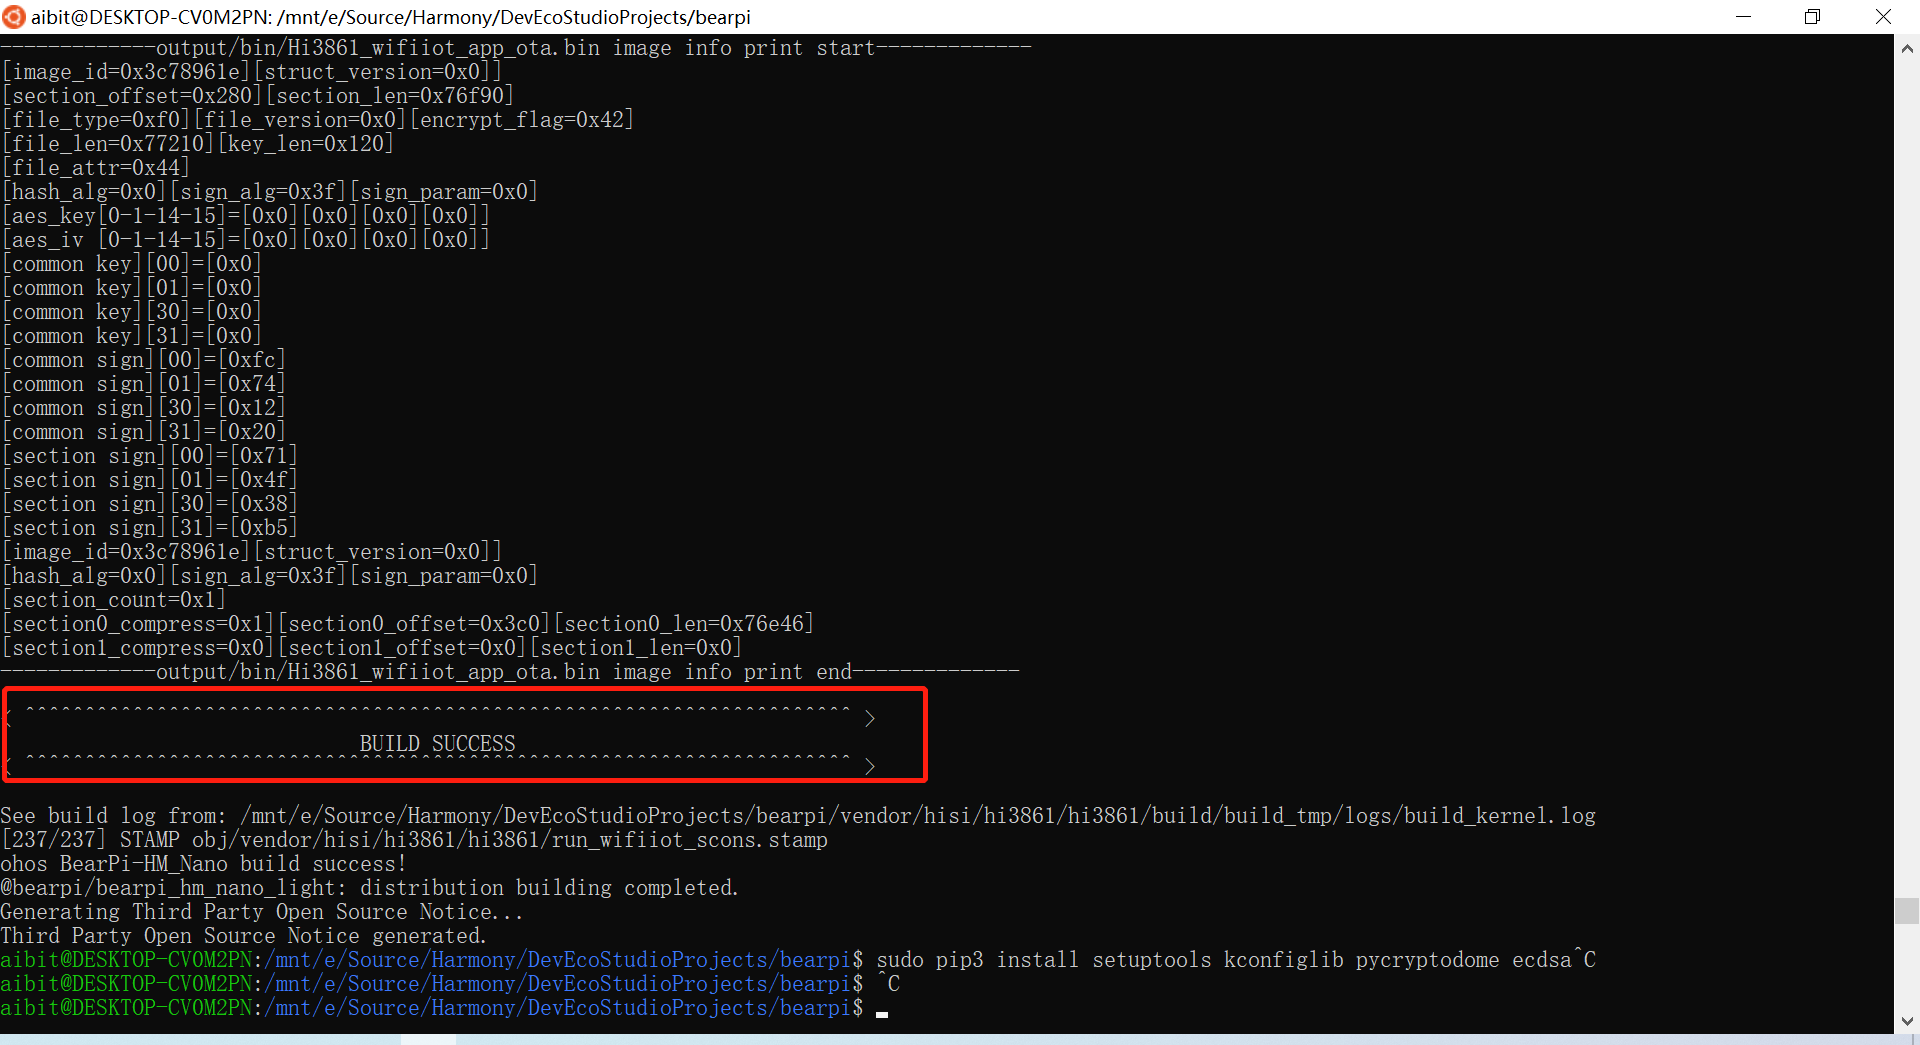 aibit@DESKTOP-CV0M2PN: /mnt/e/Source/Harmony/DevEcoStudioProjects/bearpi
-------------output/bin/Hi3861_wifiiot_app_ota.bin image info print start-------------
[image_id=0x3c78961e][struct_version=0x0]]
[section_offset=0x280][section_len=0x76f90]
[file_type=0xf0][file_version=0x0][encrypt_flag=0x42]
[file_len=0x77210][key_len=0x120]
[file_attr=0x44]
[hash_alg=0x0][sign_alg=0x3f][sign_param=0x0]
[aes_key[0-1-14-15]=[0x0][0x0][0x0][0x0]]
[aes_iv [0-1-14-15]=[0x0][0x0][0x0][0x0]]
[common key][00]=[0x0]
[common key][01]=[0x0]
[common key][30]=[0x0]
[common key][31]=[0x0]
[common sign][00]=[0xfc]
[common sign][01]=[0x74]
[common sign][30]=[0x12]
[common sign][31]=[0x20]
[section sign][00]=[0x71]
[section sign][01]=[0x4f]
[section sign][30]=[0x38]
[section sign][31]=[0xb5]
[image_id=0x3c78961e][struct_version=0x0]]
[hash_alg=0x0][sign_alg=0x3f][sign_param=0x0]
[section_count=0x1]
[section0_compress=0x1][section0_offset=0x3c0][section0_len=0x76e46]
[section1_compress=0x0][section1_offset=0x0][section1_len=0x0]
-------------output/bin/Hi3861_wifiiot_app_ota.bin image info print end--------------
< ^^^^^^^^^^^^^^^^^^^^^^^^^^^^^^^^^^^^^^^^^^^^^^^^^^^^^^^^^^^^^^^^^^^^^ >
BUILD SUCCESS
< ^^^^^^^^^^^^^^^^^^^^^^^^^^^^^^^^^^^^^^^^^^^^^^^^^^^^^^^^^^^^^^^^^^^^^ >
See build log from: /mnt/e/Source/Harmony/DevEcoStudioProjects/bearpi/vendor/hisi/hi3861/hi3861/build/build_tmp/logs/build_kernel.log
[237/237] STAMP obj/vendor/hisi/hi3861/hi3861/run_wifiiot_scons.stamp
ohos BearPi-HM_Nano build success!
@bearpi/bearpi_hm_nano_light: distribution building completed.
Generating Third Party Open Source Notice...
Third Party Open Source Notice generated.
aibit@DESKTOP-CV0M2PN:/mnt/e/Source/Harmony/DevEcoStudioProjects/bearpi$ sudo pip3 install setuptools kconfiglib pycryptodome ecdsa^C
aibit@DESKTOP-CV0M2PN:/mnt/e/Source/Harmony/DevEcoStudioProjects/bearpi$ ^C
aibit@DESKTOP-CV0M2PN:/mnt/e/Source/Harmony/DevEcoStudioProjects/bearpi$